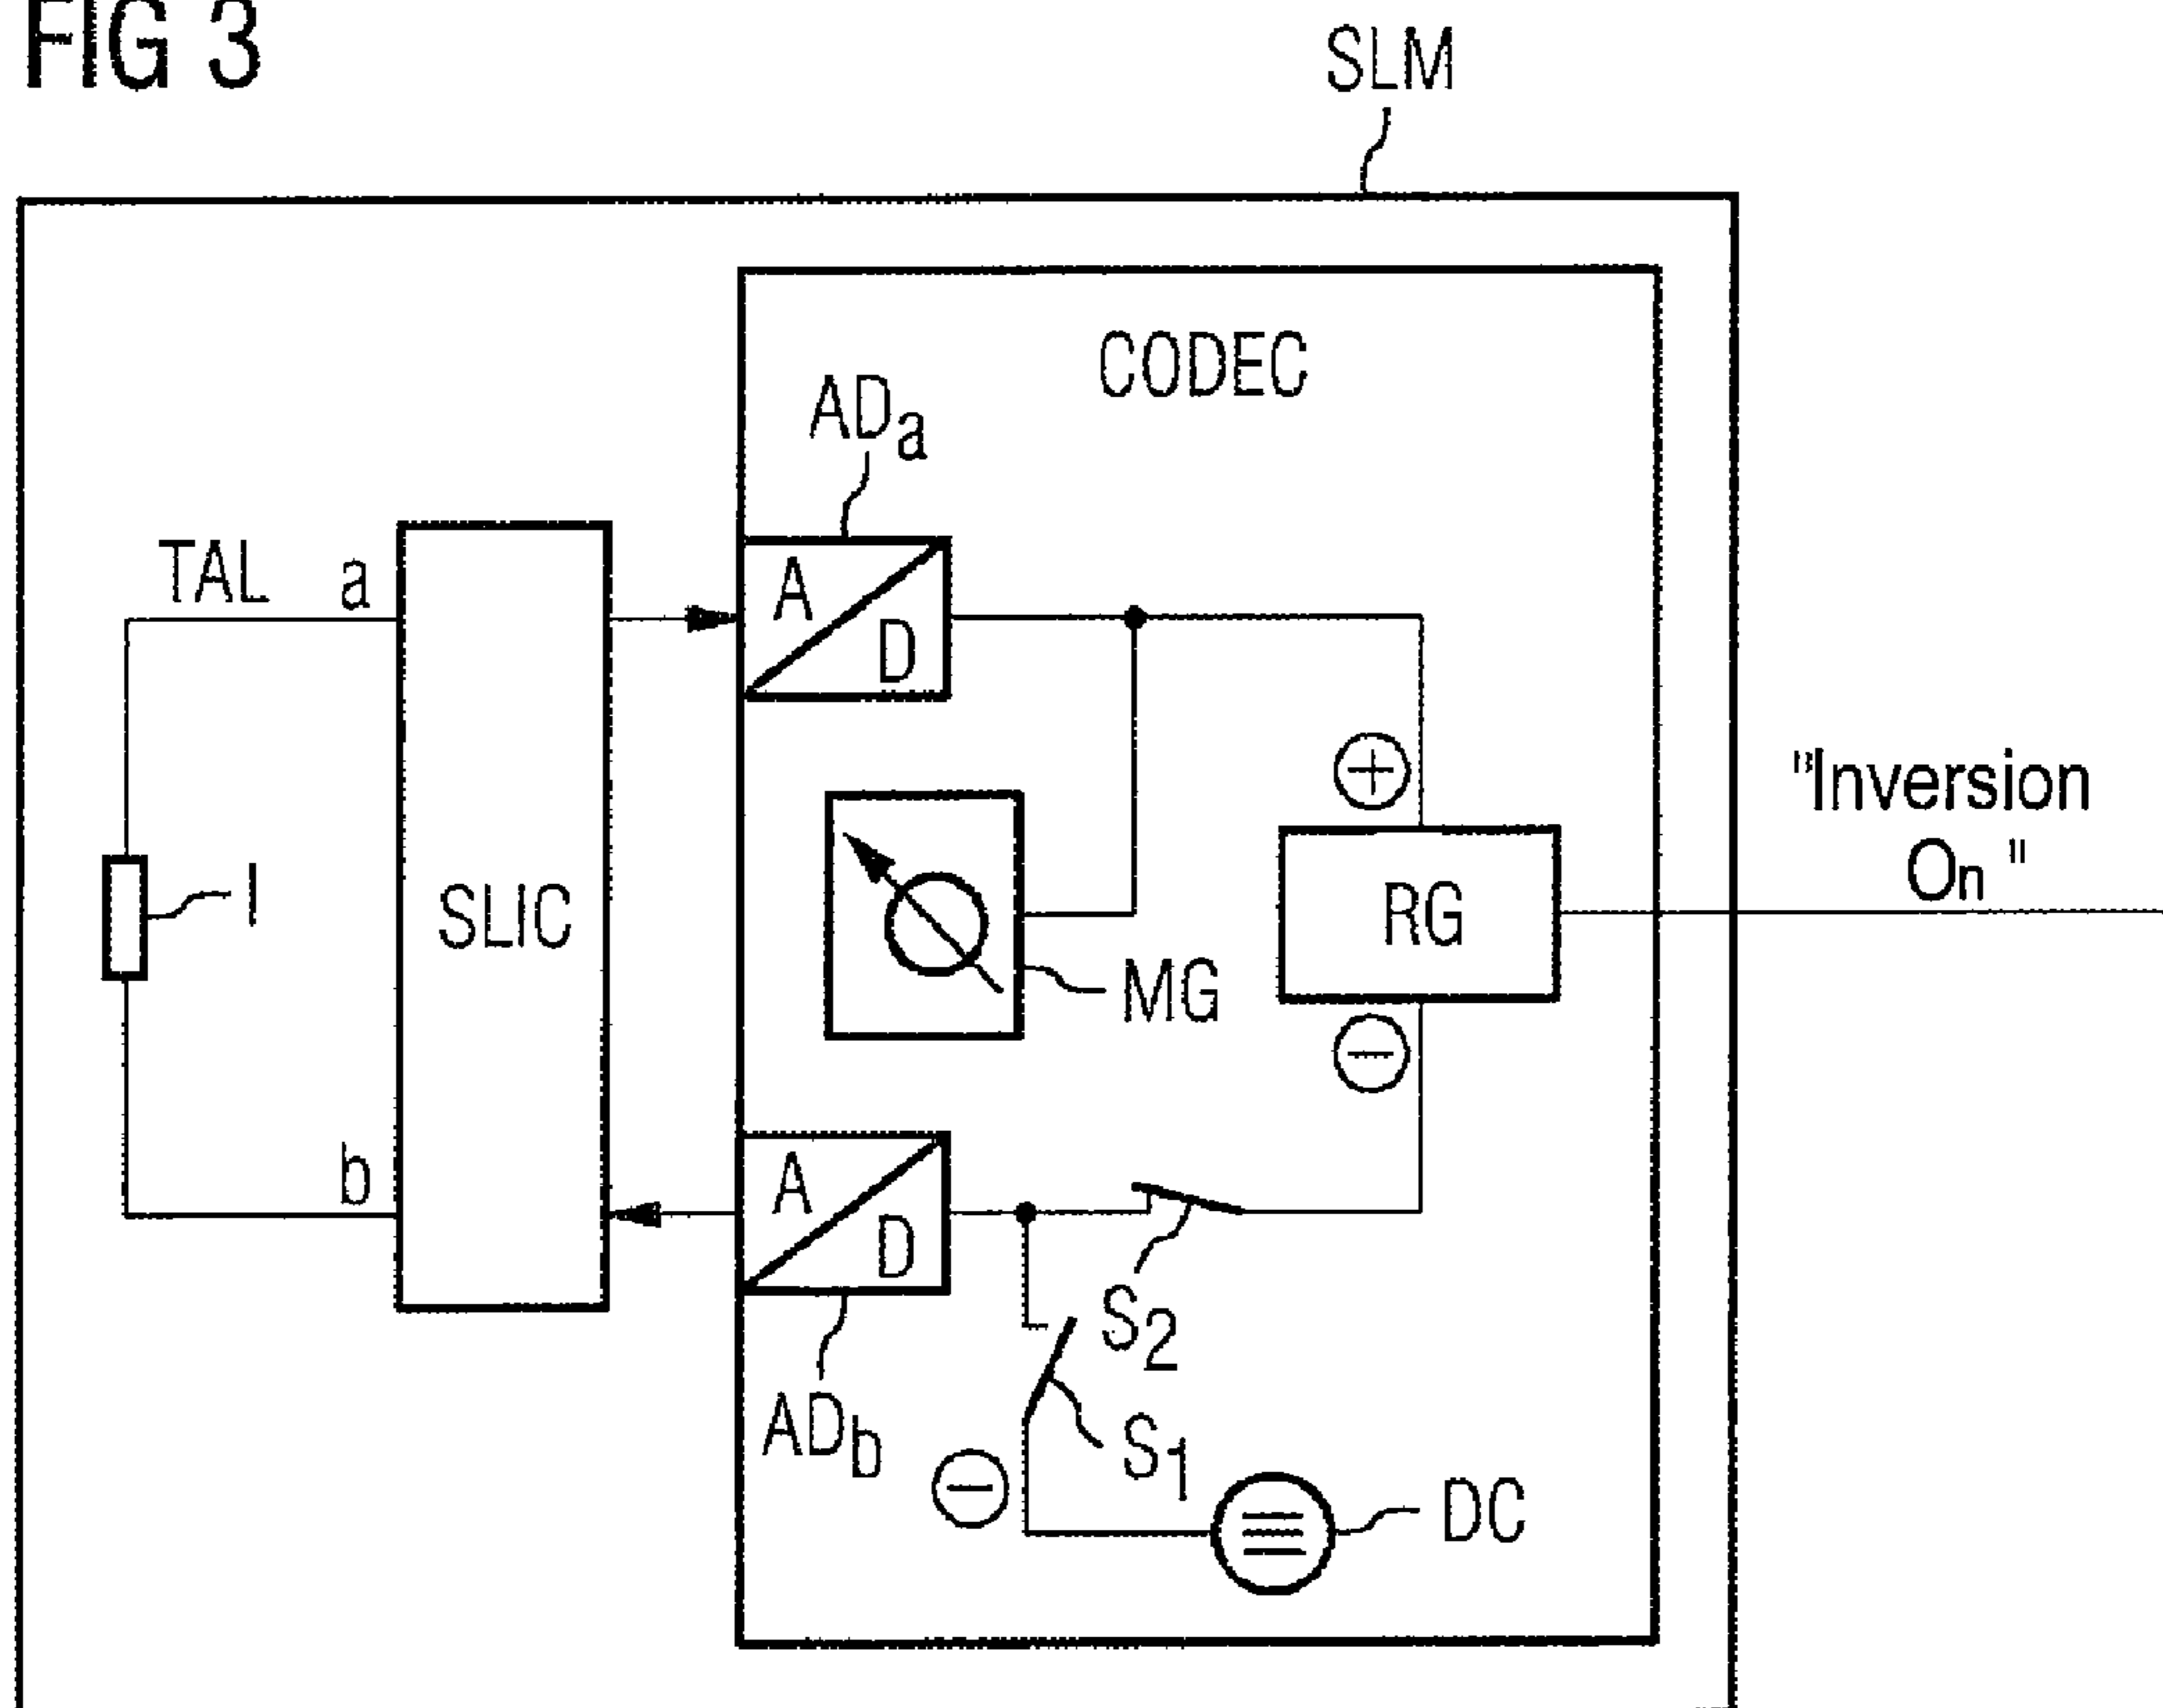 FIG 3
SLM
CODEC
ADa
A
D
TAL
a
SLIC
I
MG
+
RG
−
"Inversion
On "
b
A
D
ADb
S2
S1
−
DC